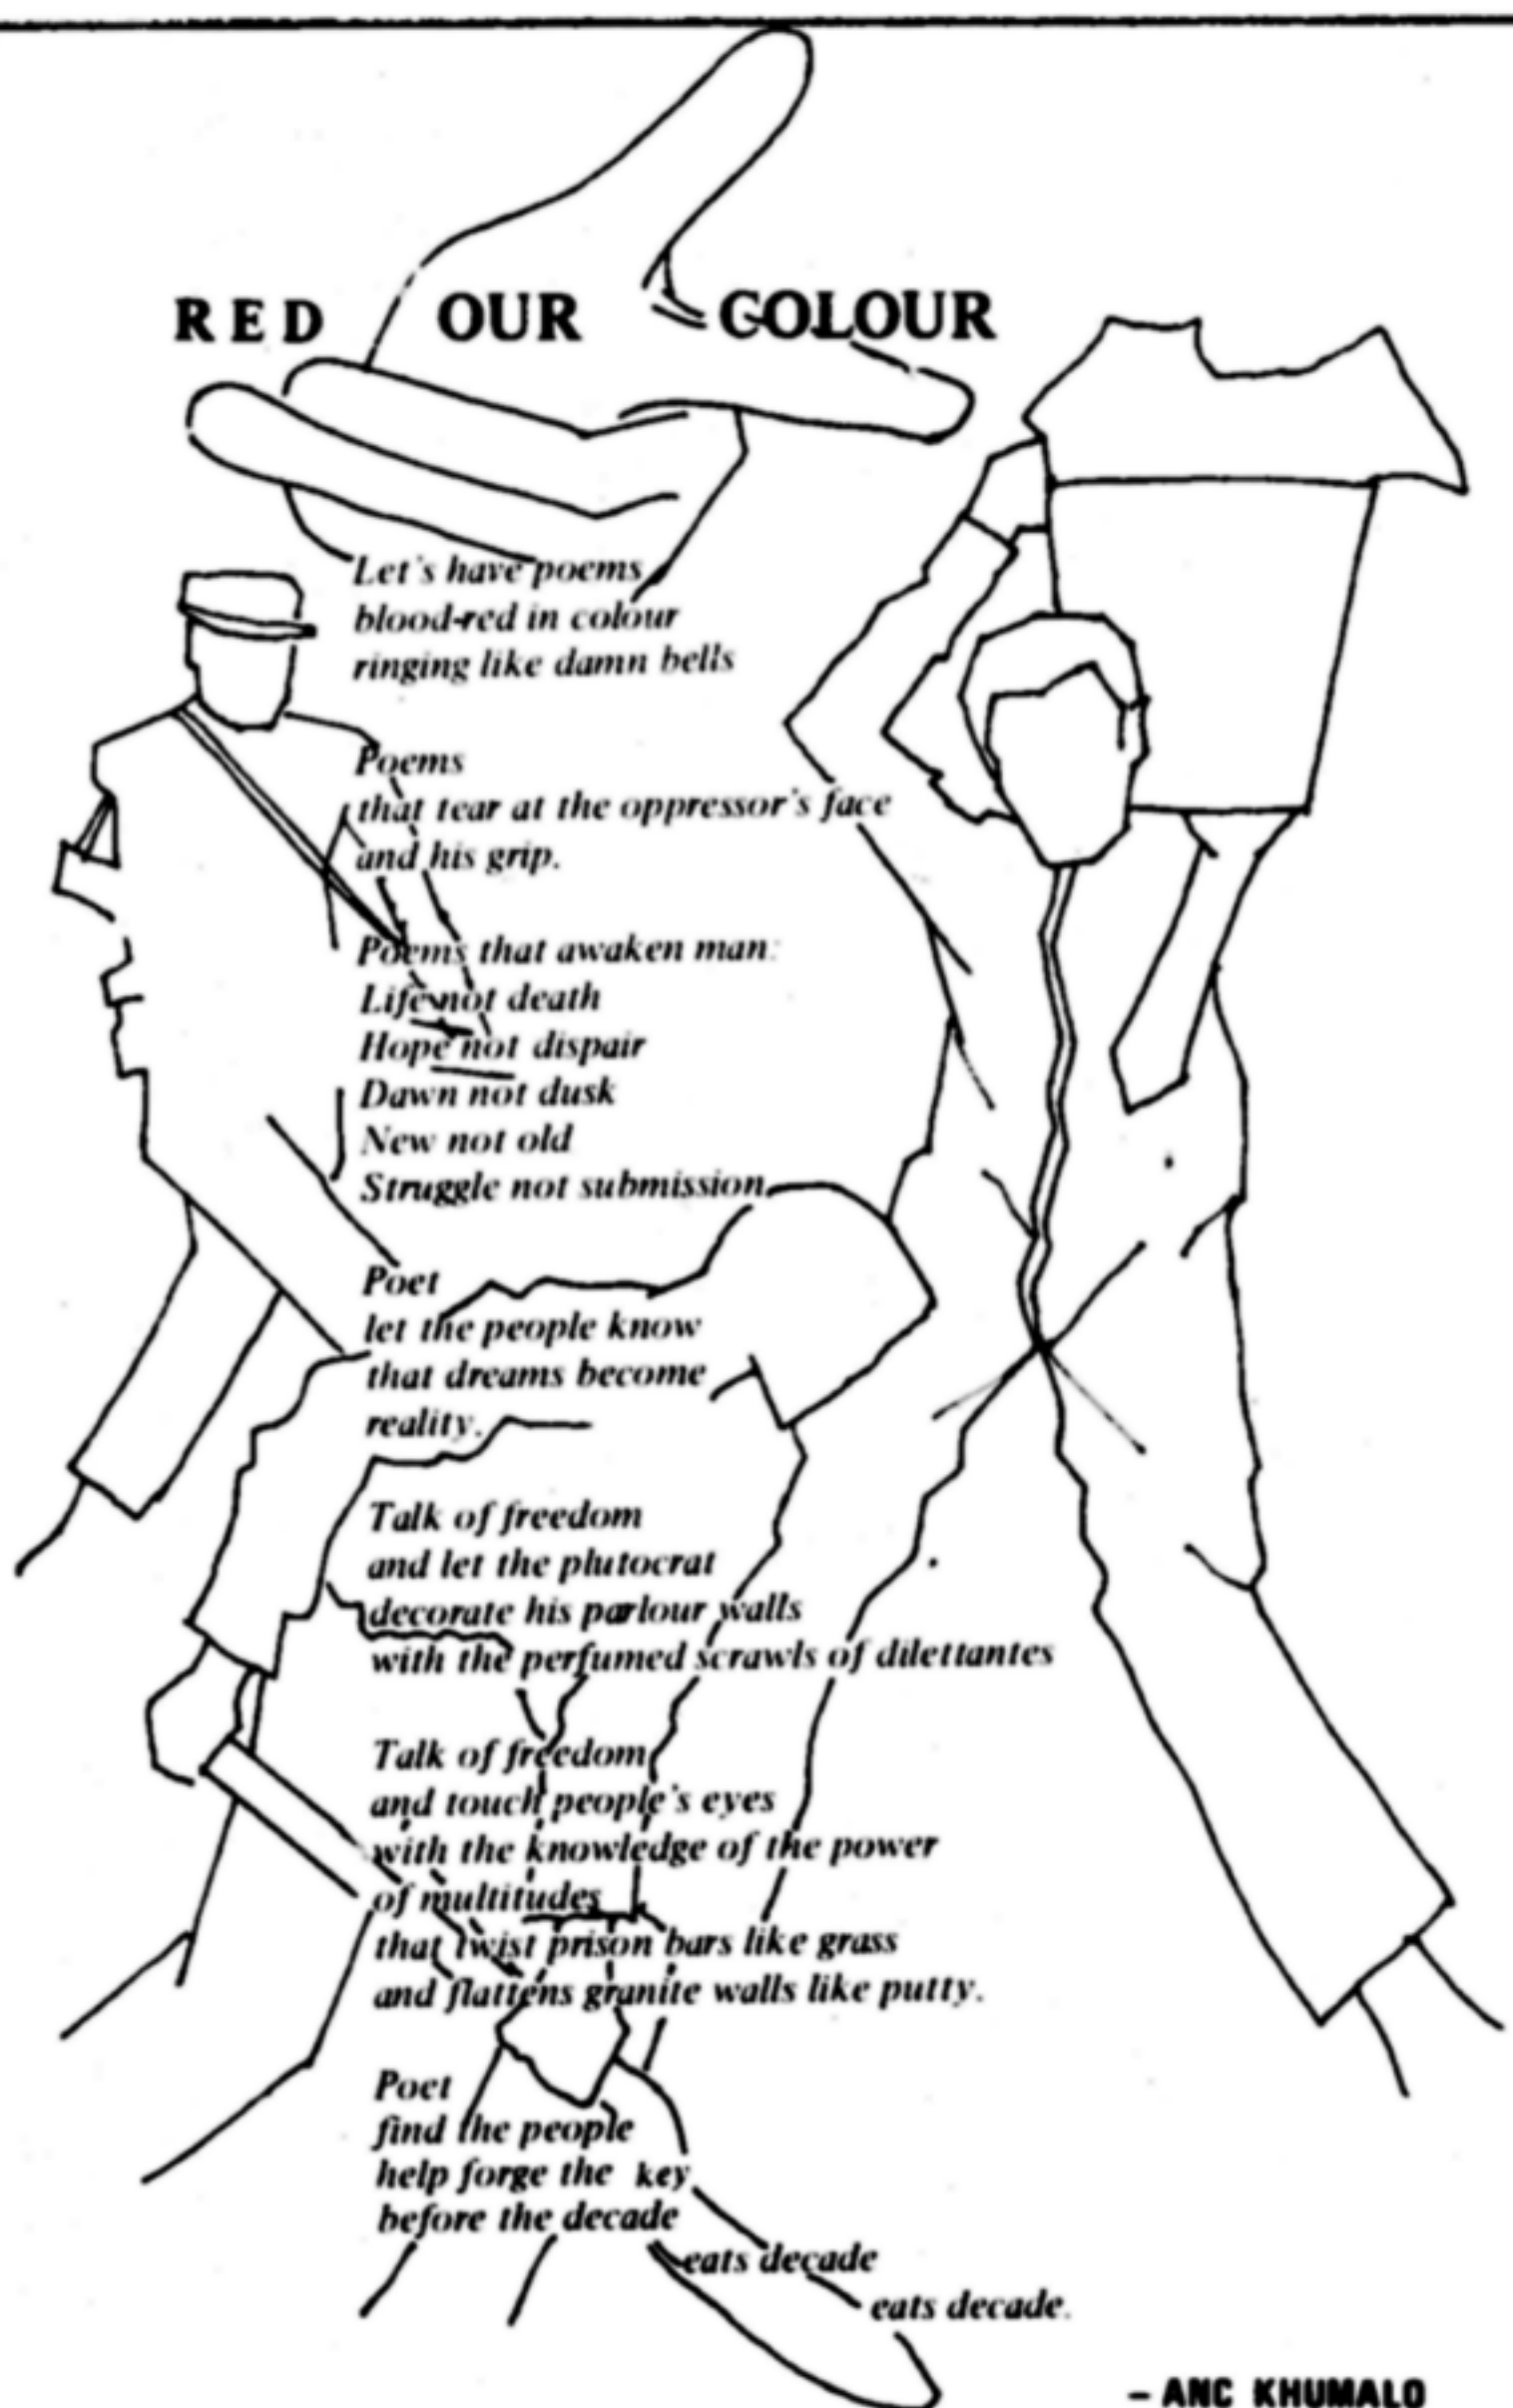 RED OUR COLOUR
Let's have poems
blood-red in colour
ringing like damn bells
Poems
that tear at the oppressor's face
and his grip.
Poems that awaken man:
Life not death
Hope not dispair
Dawn not dusk
New not old
Struggle not submission
Poet
let the people know
that dreams become
reality.
Talk of freedom
and let the plutocrat
decorate his parlour walls
with the perfumed scrawls of dilettantes
Talk of freedom
and touch people's eyes
with the knowledge of the power
of multitudes
that twist prison bars like grass
and flattens granite walls like putty.
Poet
find the people
help forge the key
before the decade
eats decade
eats decade.
– ANC KHUMALO